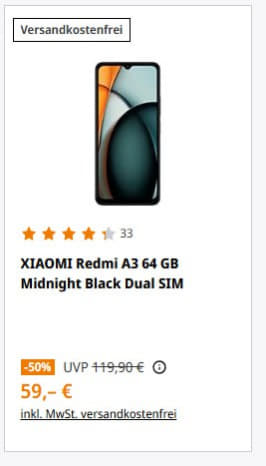 Versandkostenfrei
33
XIAOMI Redmi A3 64 GB
Midnight Black Dual SIM
-50% UVP 119,90 €
59,– €
inkl. MwSt. versandkostenfrei